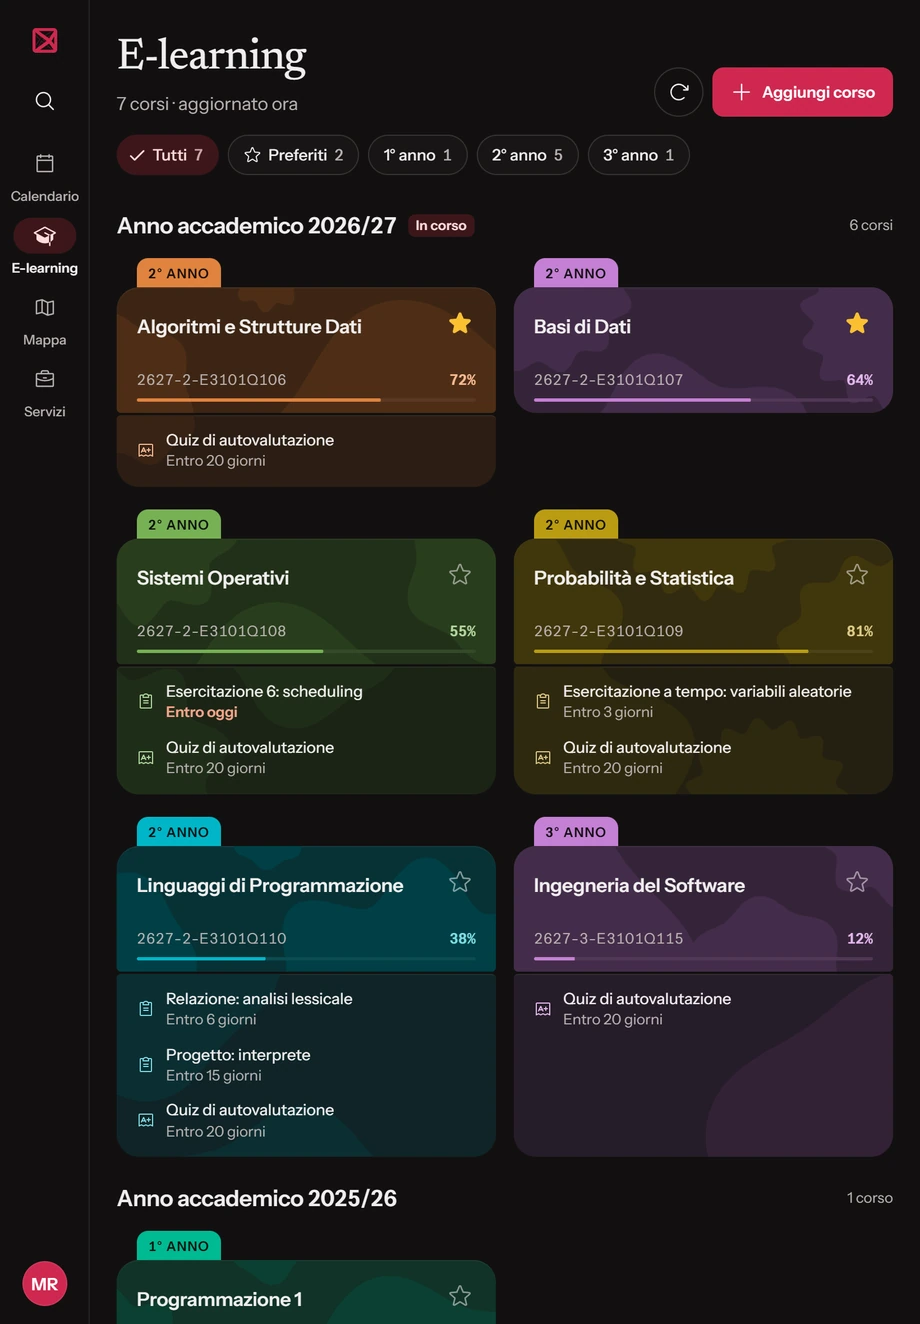 E-learning
7 corsi · aggiornato ora
Aggiungi corso
Tutti 7
Preferiti 2
1° anno 1
2° anno 5
3° anno 1
Calendario
E-learning
Mappa
Servizi
Anno accademico 2026/27
In corso
6 corsi
2° ANNO
Algoritmi e Strutture Dati
2627-2-E3101Q106
72%
Quiz di autovalutazione
Entro 20 giorni
2° ANNO
Basi di Dati
2627-2-E3101Q107
64%
2° ANNO
Sistemi Operativi
2627-2-E3101Q108
55%
Esercitazione 6: scheduling
Entro oggi
Quiz di autovalutazione
Entro 20 giorni
2° ANNO
Probabilità e Statistica
2627-2-E3101Q109
81%
Esercitazione a tempo: variabili aleatorie
Entro 3 giorni
Quiz di autovalutazione
Entro 20 giorni
2° ANNO
Linguaggi di Programmazione
2627-2-E3101Q110
38%
Relazione: analisi lessicale
Entro 6 giorni
Progetto: interprete
Entro 15 giorni
Quiz di autovalutazione
Entro 20 giorni
3° ANNO
Ingegneria del Software
2627-3-E3101Q115
12%
Quiz di autovalutazione
Entro 20 giorni
Anno accademico 2025/26
1 corso
1° ANNO
Programmazione 1
MR